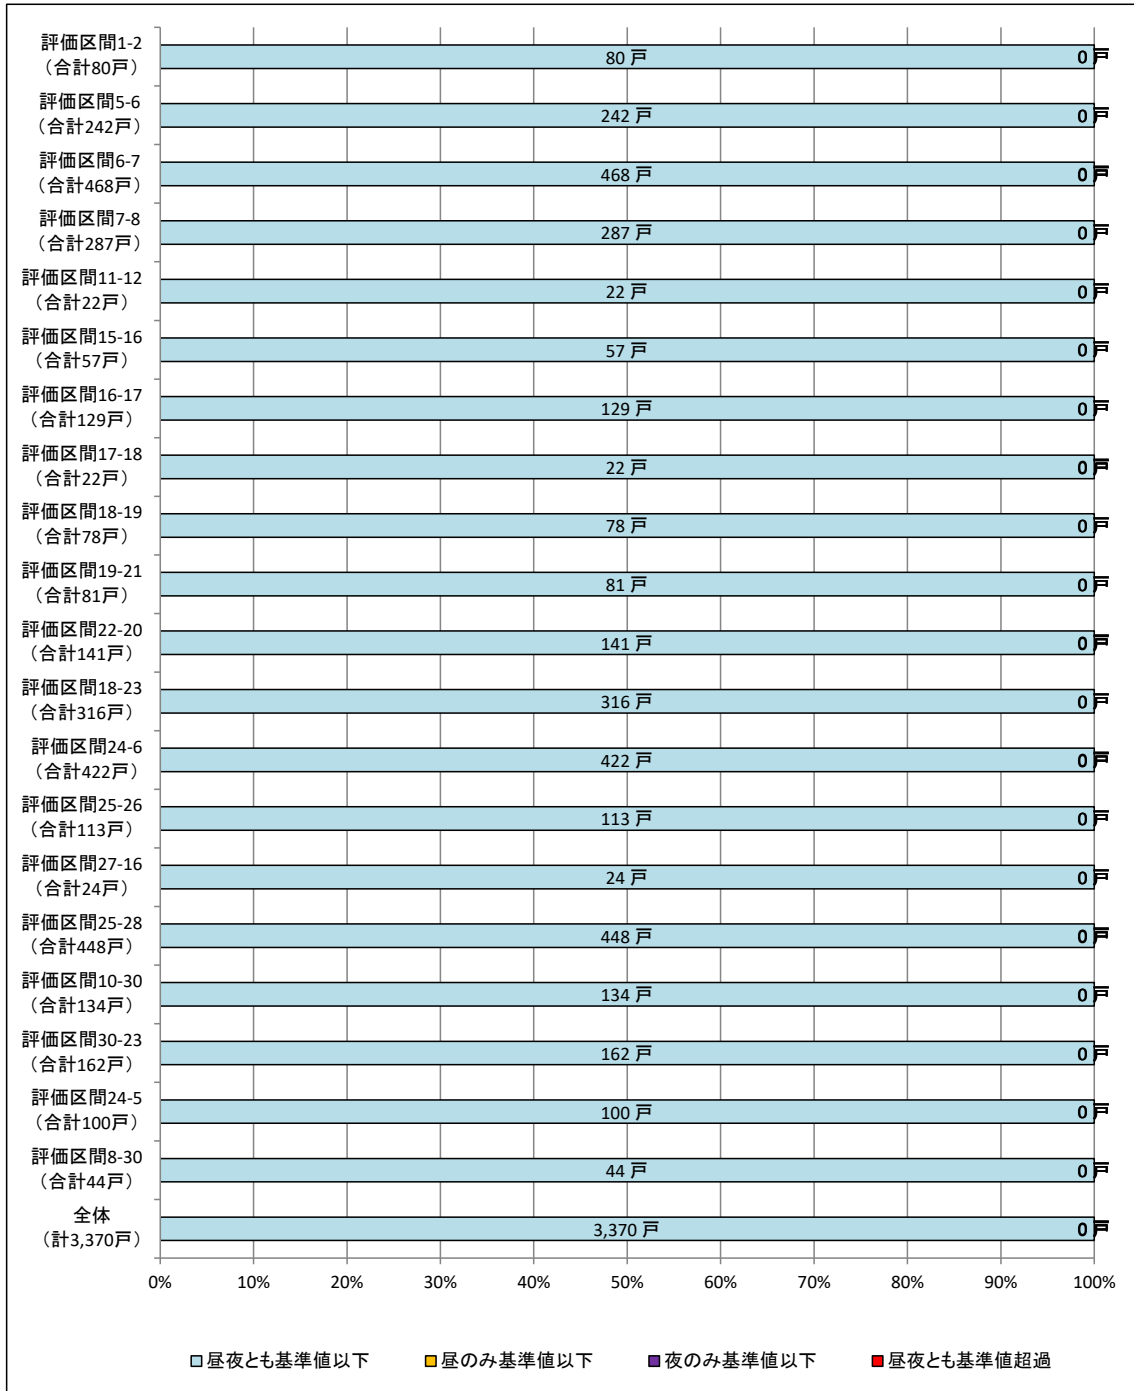 評価区間1-2
(合計80戸)
80 戸
0 戸
評価区間5-6
(合計242戸)
242 戸
0 戸
評価区間6-7
(合計468戸)
468 戸
0 戸
評価区間7-8
(合計287戸)
287 戸
0 戸
評価区間11-12
(合計22戸)
22 戸
0 戸
評価区間15-16
(合計57戸)
57 戸
0 戸
評価区間16-17
(合計129戸)
129 戸
0 戸
評価区間17-18
(合計22戸)
22 戸
0 戸
評価区間18-19
(合計78戸)
78 戸
0 戸
評価区間19-21
(合計81戸)
81 戸
0 戸
評価区間22-20
(合計141戸)
141 戸
0 戸
評価区間18-23
(合計316戸)
316 戸
0 戸
評価区間24-6
(合計422戸)
422 戸
0 戸
評価区間25-26
(合計113戸)
113 戸
0 戸
評価区間27-16
(合計24戸)
24 戸
0 戸
評価区間25-28
(合計448戸)
448 戸
0 戸
評価区間10-30
(合計134戸)
134 戸
0 戸
評価区間30-23
(合計162戸)
162 戸
0 戸
評価区間24-5
(合計100戸)
100 戸
0 戸
評価区間8-30
(合計44戸)
44 戸
0 戸
全体
(計3,370戸)
3,370 戸
0 戸
0% 10% 20% 30% 40% 50% 60% 70% 80% 90% 100%
昼夜とも基準値以下 昼のみ基準値以下 夜のみ基準値以下 昼夜とも基準値超過